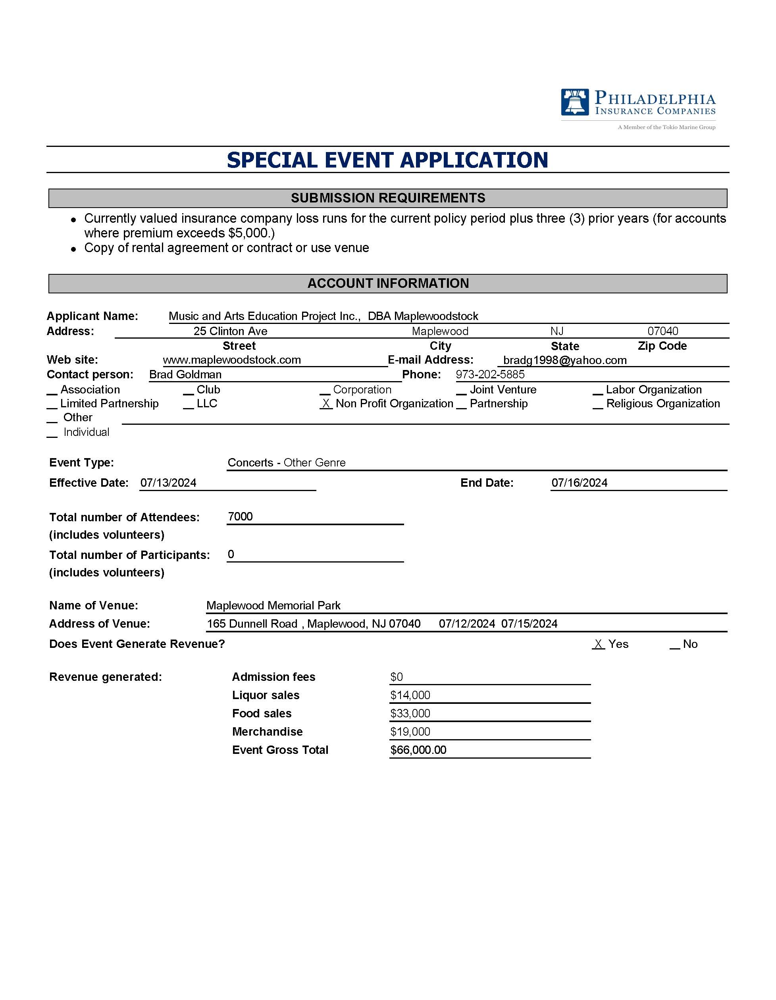 PHILADELPHIA
INSURANCE COMPANIES
A Member of the Tokio Marine Group
SPECIAL EVENT APPLICATION
SUBMISSION REQUIREMENTS
• Currently valued insurance company loss runs for the current policy period plus three (3) prior years (for accounts
where premium exceeds $5,000.)
• Copy of rental agreement or contract or use venue
ACCOUNT INFORMATION
Applicant Name: Music and Arts Education Project Inc., DBA Maplewoodstock
Address: 25 Clinton Ave Maplewood NJ 07040
Street City State Zip Code
Web site: www.maplewoodstock.com E-mail Address: bradg1998@yahoo.com
Contact person: Brad Goldman Phone: 973-202-5885
__ Association __ Club __ Corporation __ Joint Venture __ Labor Organization
__ Limited Partnership __ LLC X Non Profit Organization __ Partnership __ Religious Organization
__ Other
__ Individual
Event Type: Concerts - Other Genre
Effective Date: 07/13/2024 End Date: 07/16/2024
Total number of Attendees: 7000
(includes volunteers)
Total number of Participants: 0
(includes volunteers)
Name of Venue: Maplewood Memorial Park
Address of Venue: 165 Dunnell Road , Maplewood, NJ 07040 07/12/2024 07/15/2024
Does Event Generate Revenue? X Yes __ No
Revenue generated: Admission fees $0
Liquor sales $14,000
Food sales $33,000
Merchandise $19,000
Event Gross Total $66,000.00